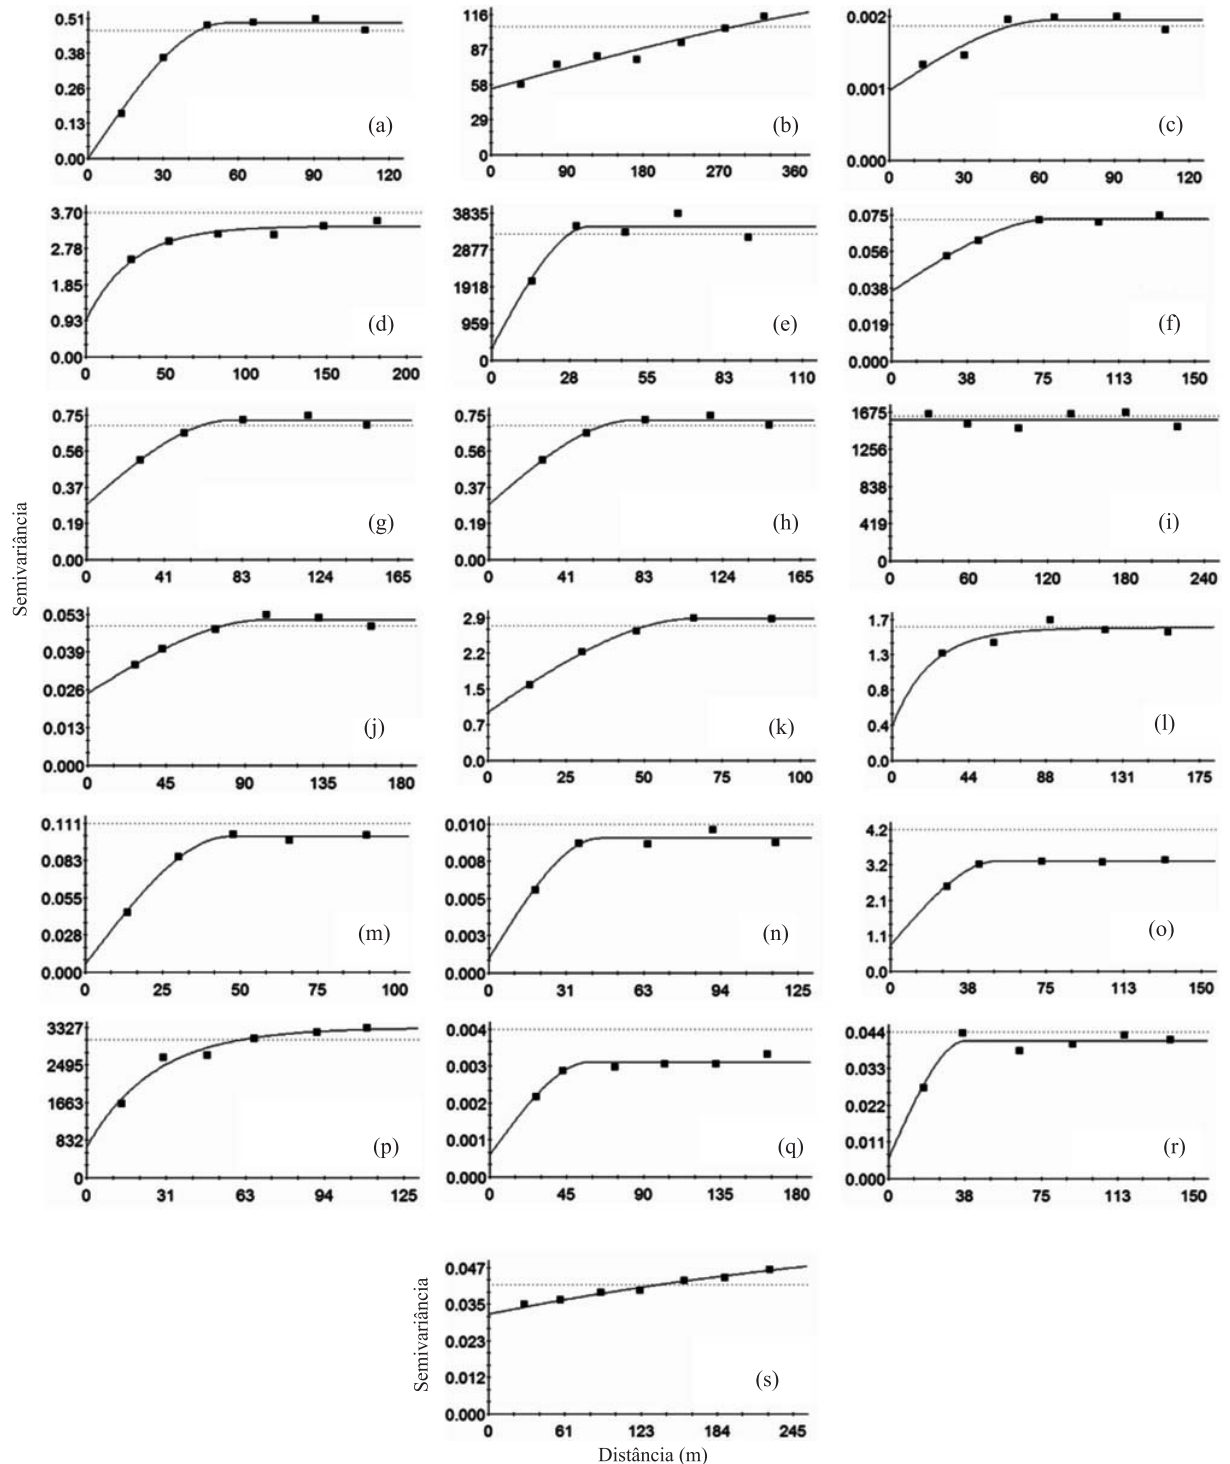 0.51
0.38
0.26
0.13
0.00
(a)
0 30 60 90 120
116
87
58
29
0
(b)
0 90 180 270 360
0.002
0.001
0.000
(c)
0 30 60 90 120
3.70
2.78
1.85
0.93
0.00
(d)
0 50 100 150 200
3835
2877
1918
959
0
(e)
0 28 55 83 110
0.075
0.056
0.038
0.019
0.000
(f)
0 38 75 113 150
Semivariância
0.75
0.56
0.37
0.19
0.00
(g)
0 41 83 124 165
0.75
0.56
0.37
0.19
0.00
(h)
0 41 83 124 165
1675
1256
838
419
0
(i)
0 60 120 180 240
0.053
0.039
0.026
0.013
0.000
(j)
0 45 90 135 180
2.9
2.2
1.5
0.7
0.0
(k)
0 25 50 75 100
1.7
1.3
0.8
0.4
0.0
(l)
0 44 88 131 175
0.111
0.083
0.055
0.028
0.000
(m)
0 25 50 75 100
0.010
0.008
0.005
0.003
0.000
(n)
0 31 63 94 125
4.2
3.2
2.1
1.1
0.0
(o)
0 38 75 113 150
3327
2495
1663
832
0
(p)
0 31 63 94 125
0.004
0.003
0.002
0.001
0.000
(q)
0 45 90 135 180
0.044
0.033
0.022
0.011
0.000
(r)
0 38 75 113 150
Semivariância
0.047
0.035
0.023
0.012
0.000
(s)
0 61 123 184 245
Distância (m)